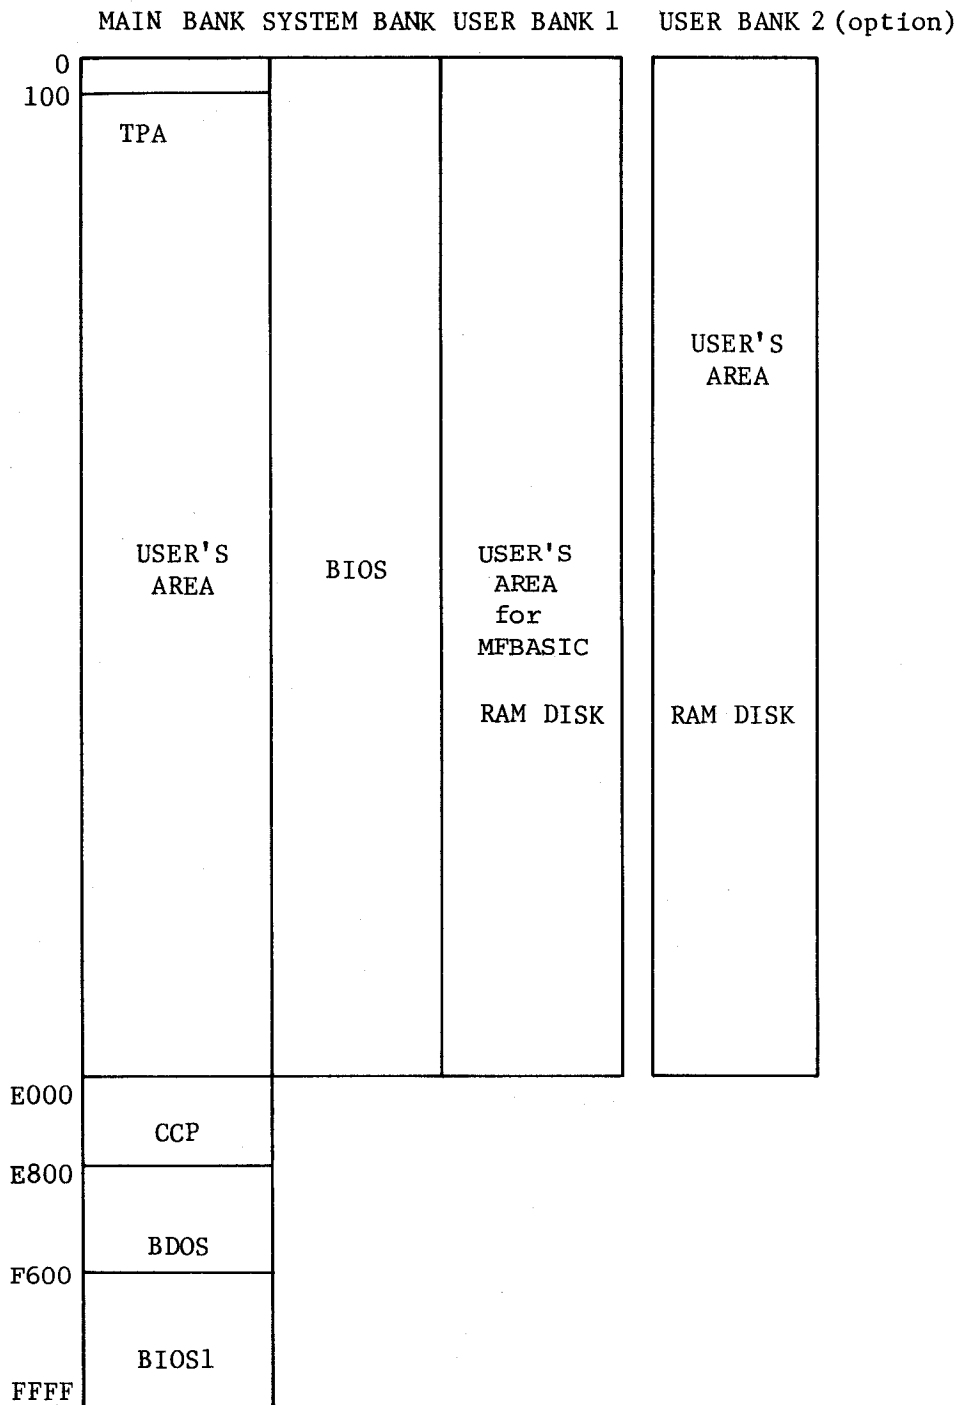 MAIN BANK SYSTEM BANK USER BANK 1 USER BANK 2 (option)
0
100
TPA
USER'S
AREA
USER'S
AREA
BIOS
USER'S
AREA
for
MFBASIC
RAM DISK
RAM DISK
E000
CCP
E800
BDOS
F600
BIOS1
FFFF